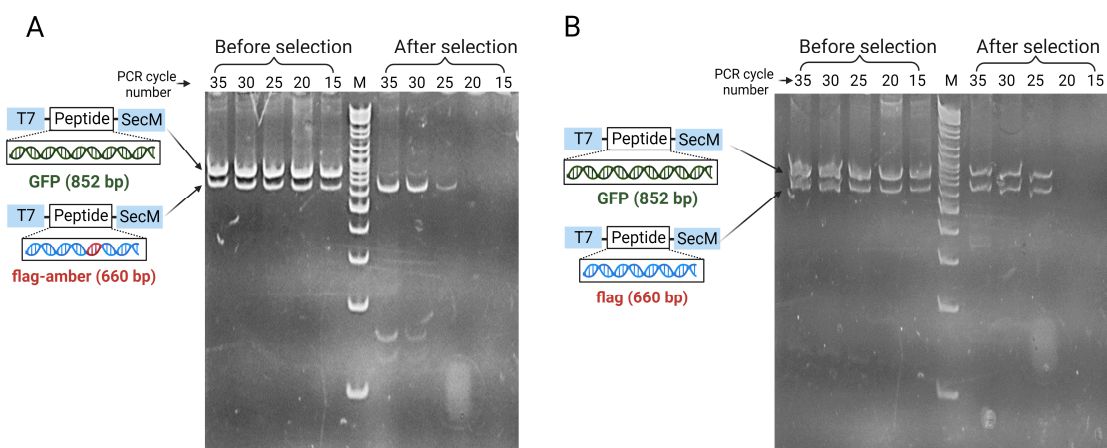 A
Before selection
After selection
PCR cycle
number
35 30 25 20 15 M 35 30 25 20 15
T7 Peptide SecM
GFP (852 bp)
T7 Peptide SecM
flag-amber (660 bp)
B
Before selection
After selection
PCR cycle
number
35 30 25 20 15 M 35 30 25 20 15
T7 Peptide SecM
GFP (852 bp)
T7 Peptide SecM
flag (660 bp)